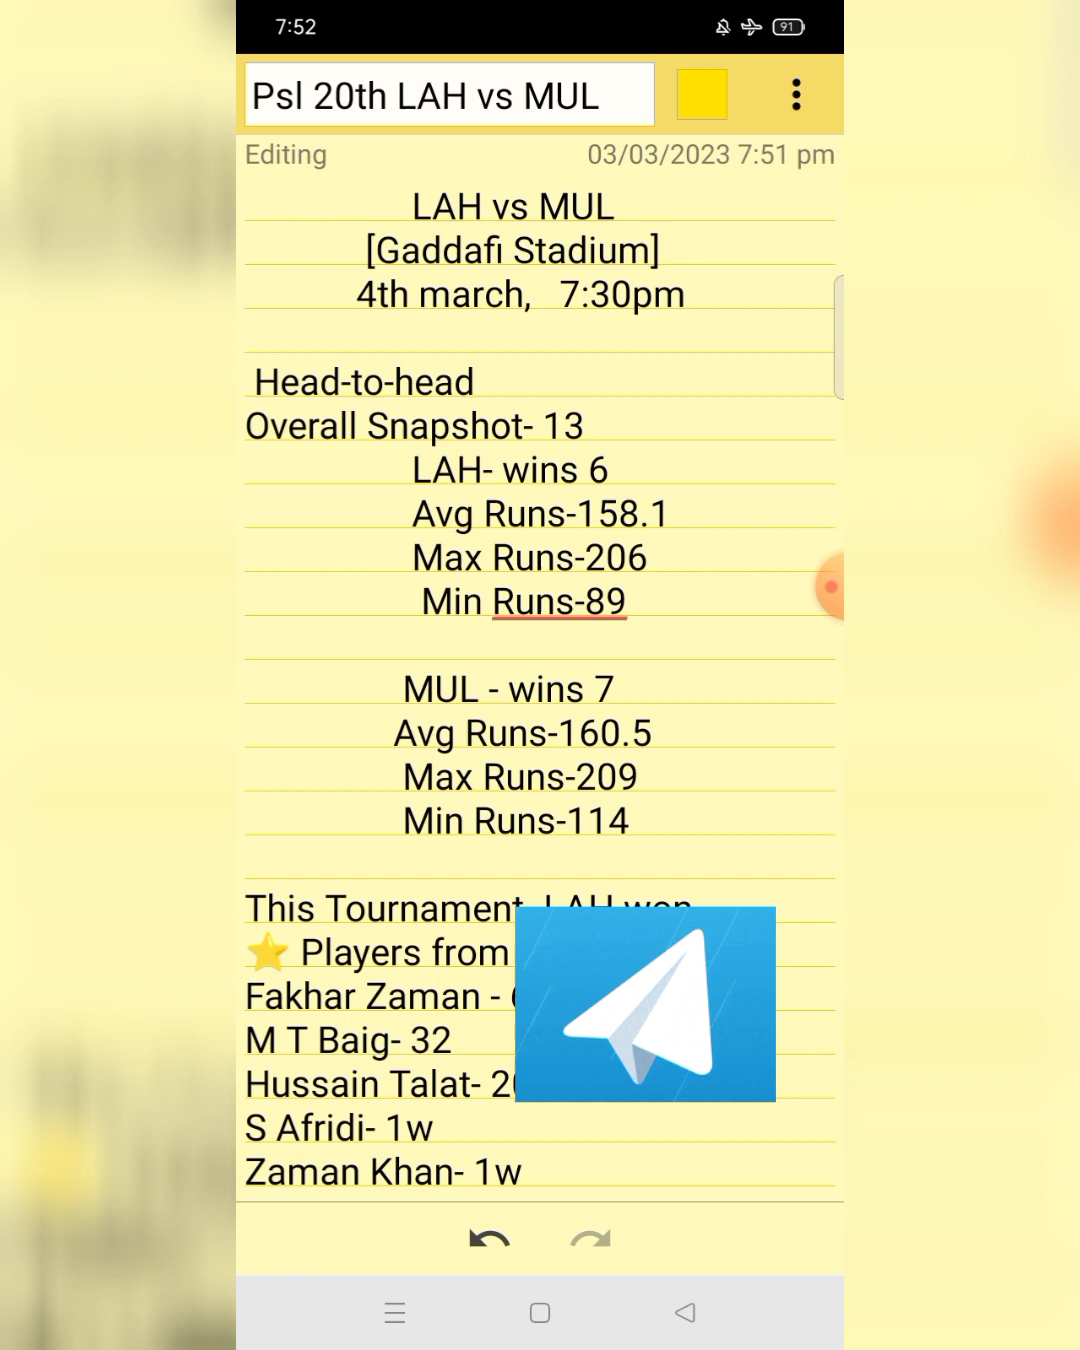 7:52
91
Psl 20th LAH vs MUL
Editing
03/03/2023 7:51 pm
LAH vs MUL
[Gaddafi Stadium]
4th march, 7:30pm
Head-to-head
Overall Snapshot- 13
LAH- wins 6
Avg Runs-158.1
Max Runs-206
Min Runs-89
MUL - wins 7
Avg Runs-160.5
Max Runs-209
Min Runs-114
This Tournament, LAH won
⭐ Players from
Fakhar Zaman -
M T Baig- 32
Hussain Talat-
S Afridi- 1w
Zaman Khan- 1w